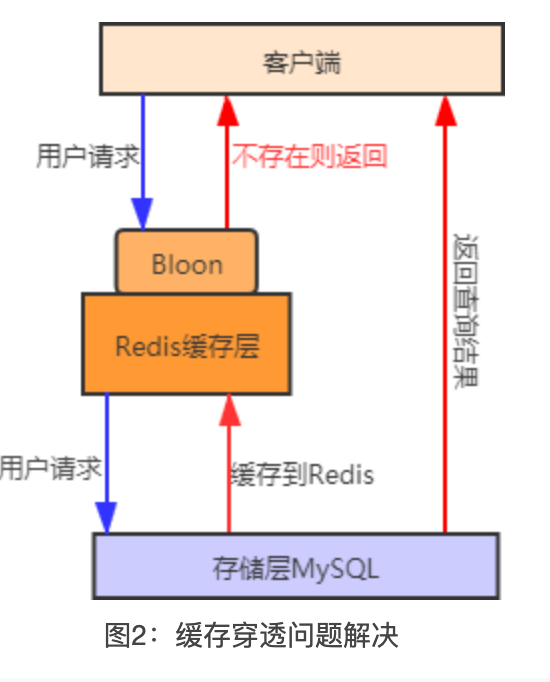 客户端
用户请求
不存在则返回
Bloon
返回查询结果
Redis缓存层
用户请求
缓存到Redis
存储层MySQL
图2：缓存穿透问题解决